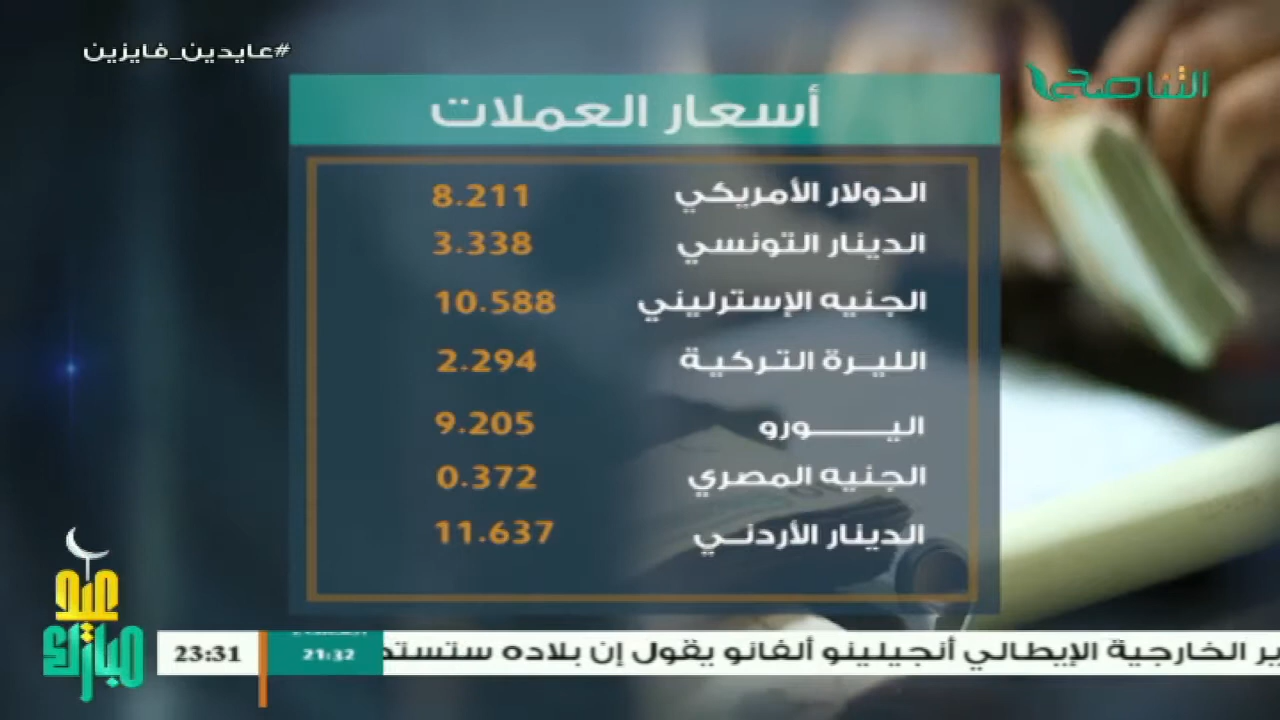 #عايدين_فايزين
التناصح
أسعار العملات
الدولار الأمريكي 8.211
الدينار التونسي 3.338
الجنيه الإسترليني 10.588
الليرة التركية 2.294
اليورو 9.205
الجنيه المصري 0.372
الدينار الأردني 11.637
عيد
مبارك
23:31
21:32
ير الخارجية الإيطالي أنجيلينو ألفانو يقول إن بلاده ستستد